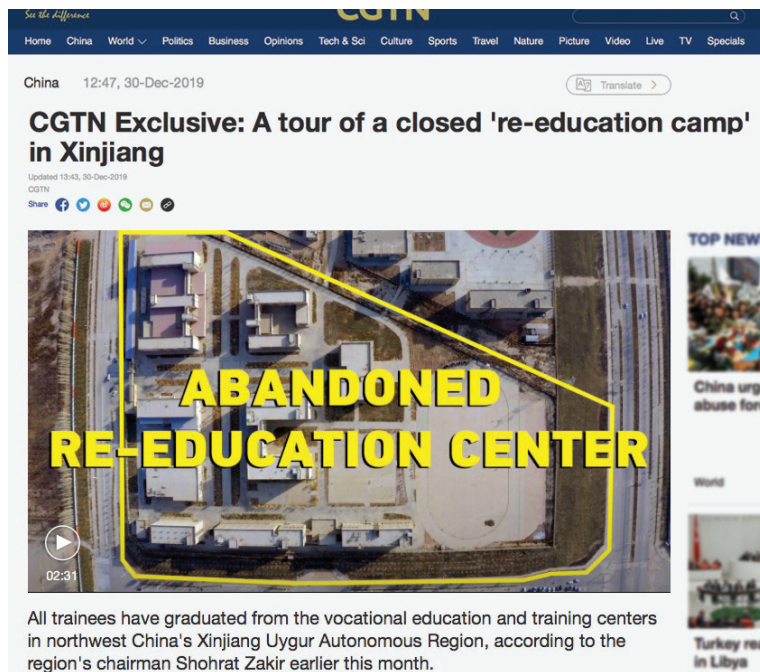 See the difference
CGTN
Home China World Politics Business Opinions Tech & Sci Culture Sports Travel Nature Picture Video Live TV Specials
China 12:47, 30-Dec-2019
Translate
CGTN Exclusive: A tour of a closed 're-education camp'
in Xinjiang
Updated 13:43, 30-Dec-2019
CGTN
Share
TOP NEW
ABANDONED
RE-EDUCATION CENTER
02:31
China urg
abuse for
World
Turkey rea
in Libya
All trainees have graduated from the vocational education and training centers
in northwest China's Xinjiang Uygur Autonomous Region, according to the
region's chairman Shohrat Zakir earlier this month.